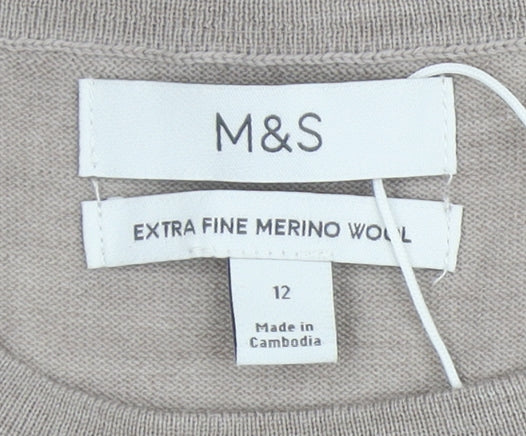 M&S
EXTRA FINE MERINO WOOL
12
Made in
Cambodia